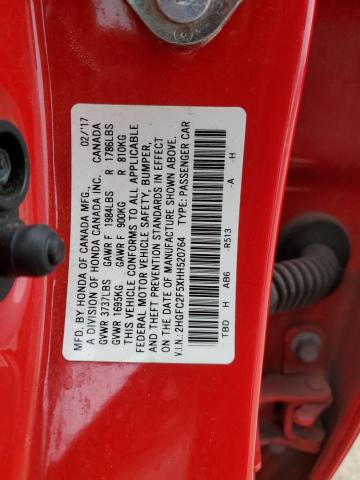 MFD. BY HONDA OF CANADA MFG., 02/'17
A DIVISION OF HONDA CANADA INC. CANADA
GVWR 3737LBS GAWR F 1984LBS R 1786LBS
GVWR 1695KG GAWR F 900KG R 810KG
THIS VEHICLE CONFORMS TO ALL APPLICABLE
FEDERAL MOTOR VEHICLE SAFETY, BUMPER,
AND THEFT PREVENTION STANDARDS IN EFFECT
ON THE DATE OF MANUFACTURE SHOWN ABOVE.
V.I.N.:2HGFC2F5XHH520764 TYPE: PASSENGER CAR
TBD H AB6 R513 -A -H